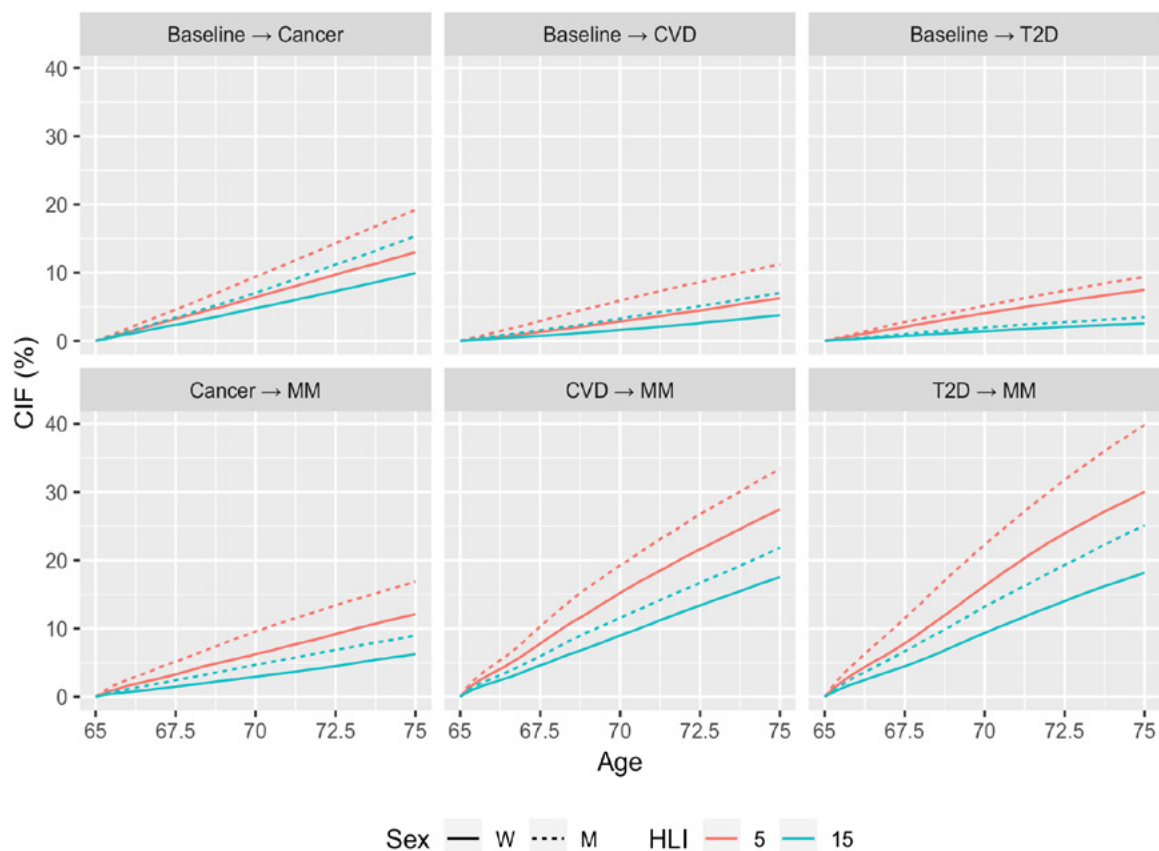 Baseline → Cancer
Baseline → CVD
Baseline → T2D
40
30
20
10
0
Cancer → MM
CVD → MM
T2D → MM
40
30
20
10
0
CIF (%)
65 67.5 70 72.5 75
65 67.5 70 72.5 75
65 67.5 70 72.5 75
Age
Sex W M HLI 5 15